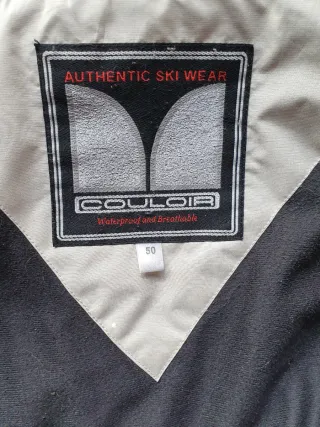 AUTHENTIC SKI WEAR
COULOIR
Waterproof and Breathable
50